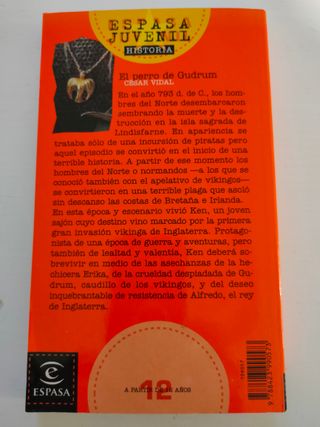 ESPASA
JUVENIL
HISTORIA
El perro de Gudrum
CÉSAR VIDAL
En el año 793 d. de C., los hom-
bres del Norte desembarcaron
sembrando la muerte y la des-
trucción en la isla sagrada de
Lindisfarne. En apariencia se
trataba sólo de una incursión de piratas pero
aquel episodio se convirtió en el inicio de una
terrible historia. A partir de ese momento los
hombres del Norte o normandos —a los que se
conoció también con el apelativo de vikingos—
se convirtieron en una terrible plaga que asoló
sin descanso las costas de Bretaña e Irlanda.
En esta época y escenario vivió Ken, un joven
sajón cuyo destino vino marcado por la primera
gran invasión vikinga de Inglaterra. Protago-
nista de una época de guerra y aventuras, pero
también de lealtad y valentía, Ken deberá so-
brevivir en medio de las asechanzas de la he-
chicera Erika, de la crueldad despiadada de Gu-
drum, caudillo de los vikingos, y del deseo
inquebrantable de resistencia de Alfredo, el rey
de Inglaterra.
ESPASA
12
A PARTIR DE 12 AÑOS
9 788423 990573